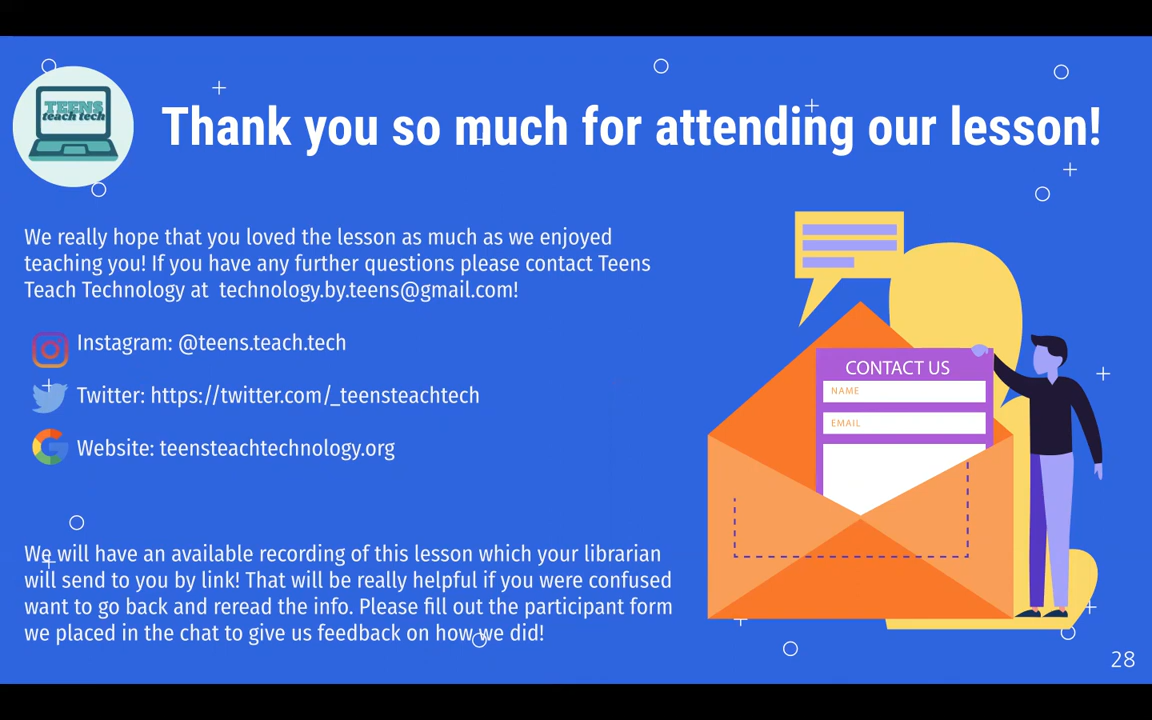 TEENS
teach tech
Thank you so much for attending our lesson!
We really hope that you loved the lesson as much as we enjoyed
teaching you! If you have any further questions please contact Teens
Teach Technology at technology.by.teens@gmail.com!
Instagram: @teens.teach.tech
Twitter: https://twitter.com/_teensteachtech
Website: teensteachtechnology.org
We will have an available recording of this lesson which your librarian
will send to you by link! That will be really helpful if you were confused
want to go back and reread the info. Please fill out the participant form
we placed in the chat to give us feedback on how we did!
CONTACT US
NAME
EMAIL
28